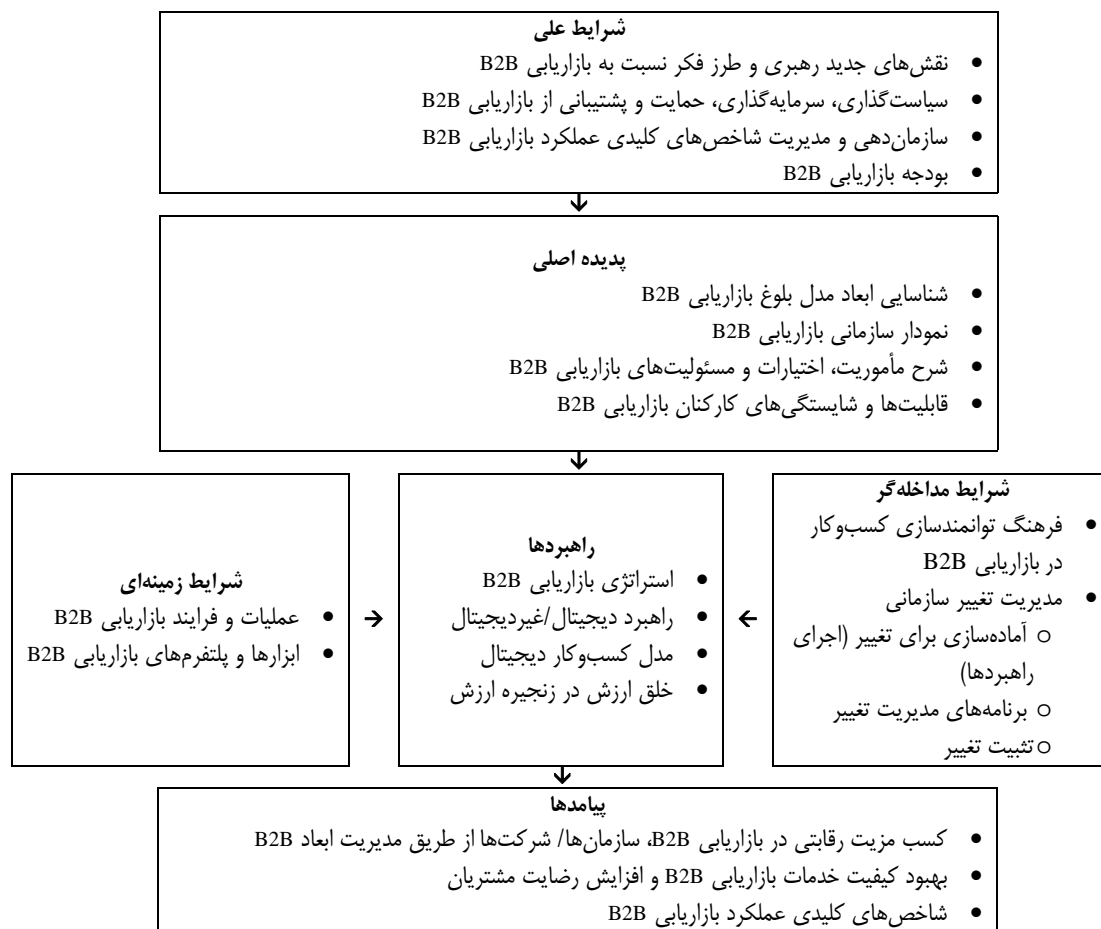 شرایط علی
• نقش‌های جدید رهبری و طرز فکر نسبت به بازاریابی B2B
• سیاست‌گذاری، سرمایه‌گذاری، حمایت و پشتیبانی از بازاریابی B2B
• سازمان‌دهی و مدیریت شاخص‌های کلیدی عملکرد بازاریابی B2B
• بودجه بازاریابی B2B
پدیده اصلی
• شناسایی ابعاد مدل بلوغ بازاریابی B2B
• نمودار سازمانی بازاریابی B2B
• شرح مأموریت، اختیارات و مسئولیت‌های بازاریابی B2B
• قابلیت‌ها و شایستگی‌های کارکنان بازاریابی B2B
شرایط مداخله‌گر
• فرهنگ توانمندسازی کسب‌وکار
در بازاریابی B2B
• مدیریت تغییر سازمانی
o آماده‌سازی برای تغییر (اجرای
راهبردها)
o برنامه‌های مدیریت تغییر
o تثبیت تغییر
راهبردها
• استراتژی بازاریابی B2B
• راهبرد دیجیتال/غیردیجیتال
• مدل کسب‌وکار دیجیتال
• خلق ارزش در زنجیره ارزش
شرایط زمینه‌ای
• عملیات و فرایند بازاریابی B2B
• ابزارها و پلتفرم‌های بازاریابی B2B
پیامدها
• کسب مزیت رقابتی در بازاریابی B2B، سازمان‌ها/ شرکت‌ها از طریق مدیریت ابعاد B2B
• بهبود کیفیت خدمات بازاریابی B2B و افزایش رضایت مشتریان
• شاخص‌های کلیدی عملکرد بازاریابی B2B